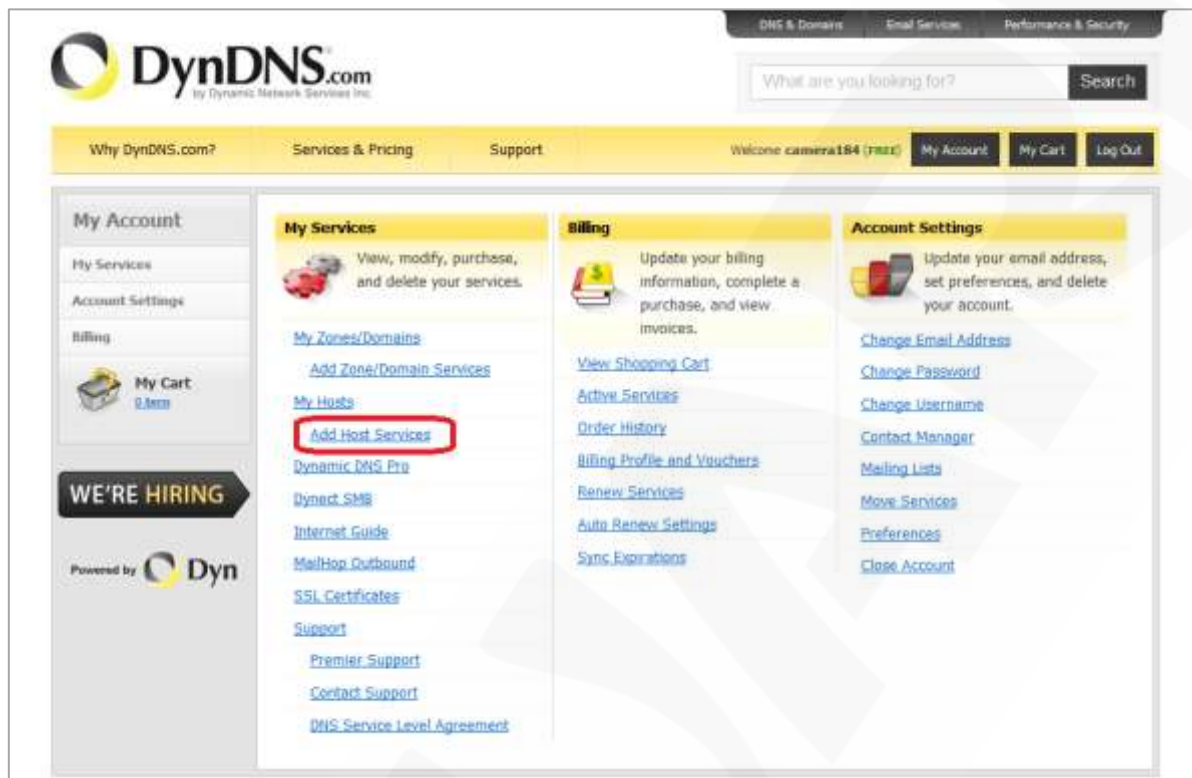 DNS & Domains Email Services Performance & Security
DynDNS.com
by Dynamic Network Services Inc.
What are you looking for? Search
Why DynDNS.com? Services & Pricing Support Welcome camera184 (FREE) My Account My Cart Log Out
My Account
My Services
Account Settings
Billing
My Cart
0 item
WE'RE HIRING
Powered by Dyn
My Services
View, modify, purchase,
and delete your services.
My Zones/Domains
Add Zone/Domain Services
My Hosts
Add Host Services
Dynamic DNS Pro
Dynect SMB
Internet Guide
MailHop Outbound
SSL Certificates
Support
Premier Support
Contact Support
DNS Service Level Agreement
Billing
Update your billing
information, complete a
purchase, and view
invoices.
View Shopping Cart
Active Services
Order History
Billing Profile and Vouchers
Renew Services
Auto Renew Settings
Sync Expirations
Account Settings
Update your email address,
set preferences, and delete
your account.
Change Email Address
Change Password
Change Username
Contact Manager
Mailing Lists
Move Services
Preferences
Close Account